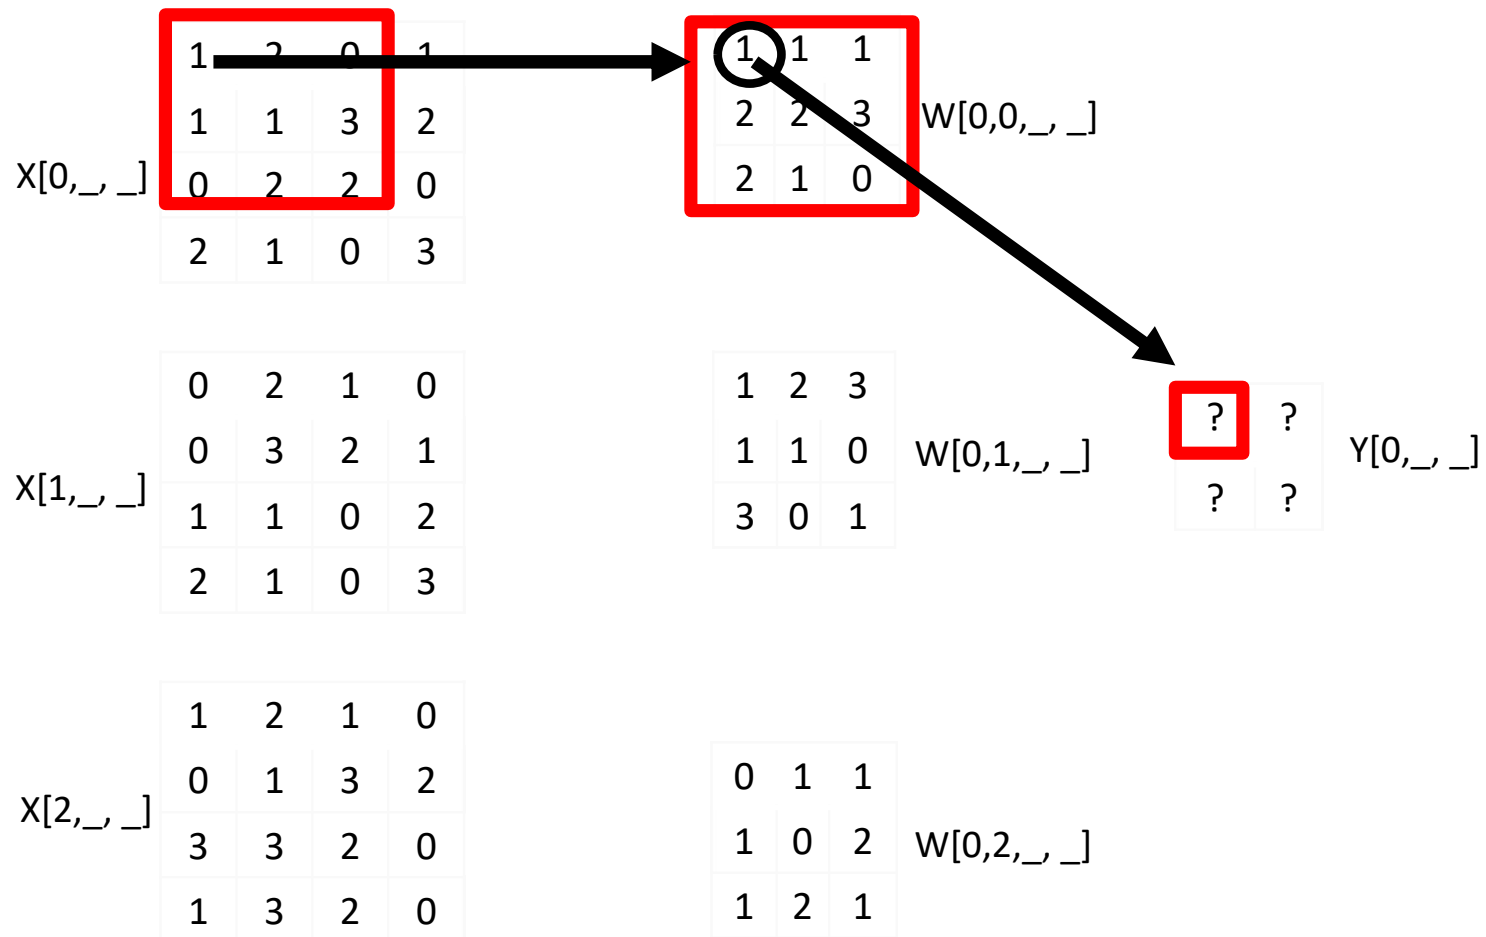 1 2 0 1
1 1 3 2
X[0,_, _]
0 2 2 0
2 1 0 3
1 1 1
2 2 3
W[0,0,_, _]
2 1 0
0 2 1 0
0 3 2 1
X[1,_, _]
1 1 0 2
2 1 0 3
1 2 3
1 1 0
W[0,1,_, _]
3 0 1
? ?
Y[0,_, _]
? ?
1 2 1 0
0 1 3 2
X[2,_, _]
3 3 2 0
1 3 2 0
0 1 1
1 0 2
W[0,2,_, _]
1 2 1